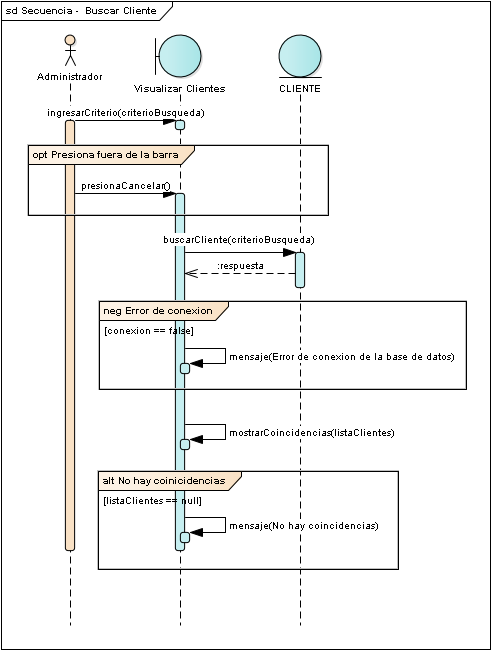 sd Secuencia - Buscar Cliente
Administrador
Visualizar Clientes
CLIENTE
ingresarCriterio(criterioBusqueda)
opt Presiona fuera de la barra
presionaCancelar()
buscarCliente(criterioBusqueda)
:respuesta
neg Error de conexion
[conexion == false]
mensaje(Error de conexion de la base de datos)
mostrarCoincidencias(listaClientes)
alt No hay coinicidencias
[listaClientes == null]
mensaje(No hay coincidencias)